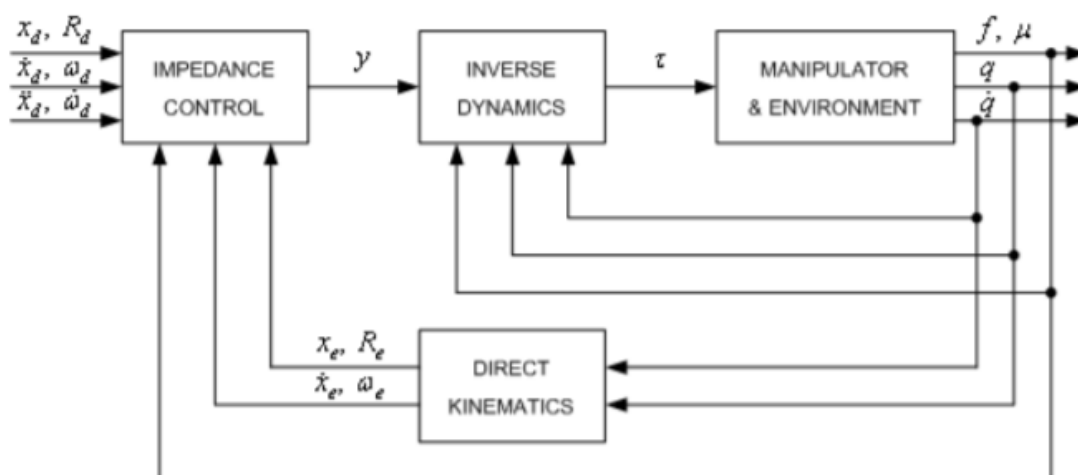 x_d, R_d
ẋ_d, ω_d
ẍ_d, ω̇_d
IMPEDANCE
CONTROL
y
INVERSE
DYNAMICS
τ
MANIPULATOR
& ENVIRONMENT
f, μ
q
q̇
x_e, R_e
ẋ_e, ω_e
DIRECT
KINEMATICS